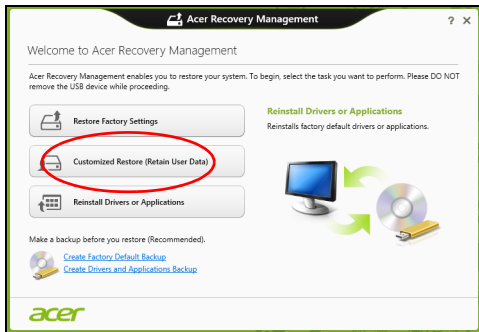 Acer Recovery Management
? ×
Welcome to Acer Recovery Management
Acer Recovery Management enables you to restore your system. To begin, select the task you want to perform. Please DO NOT
remove the USB device while proceeding.
Restore Factory Settings
Customized Restore (Retain User Data)
Reinstall Drivers or Applications
Reinstall Drivers or Applications
Reinstalls factory default drivers or applications.
Make a backup before you restore (Recommended).
Create Factory Default Backup
Create Drivers and Applications Backup
acer